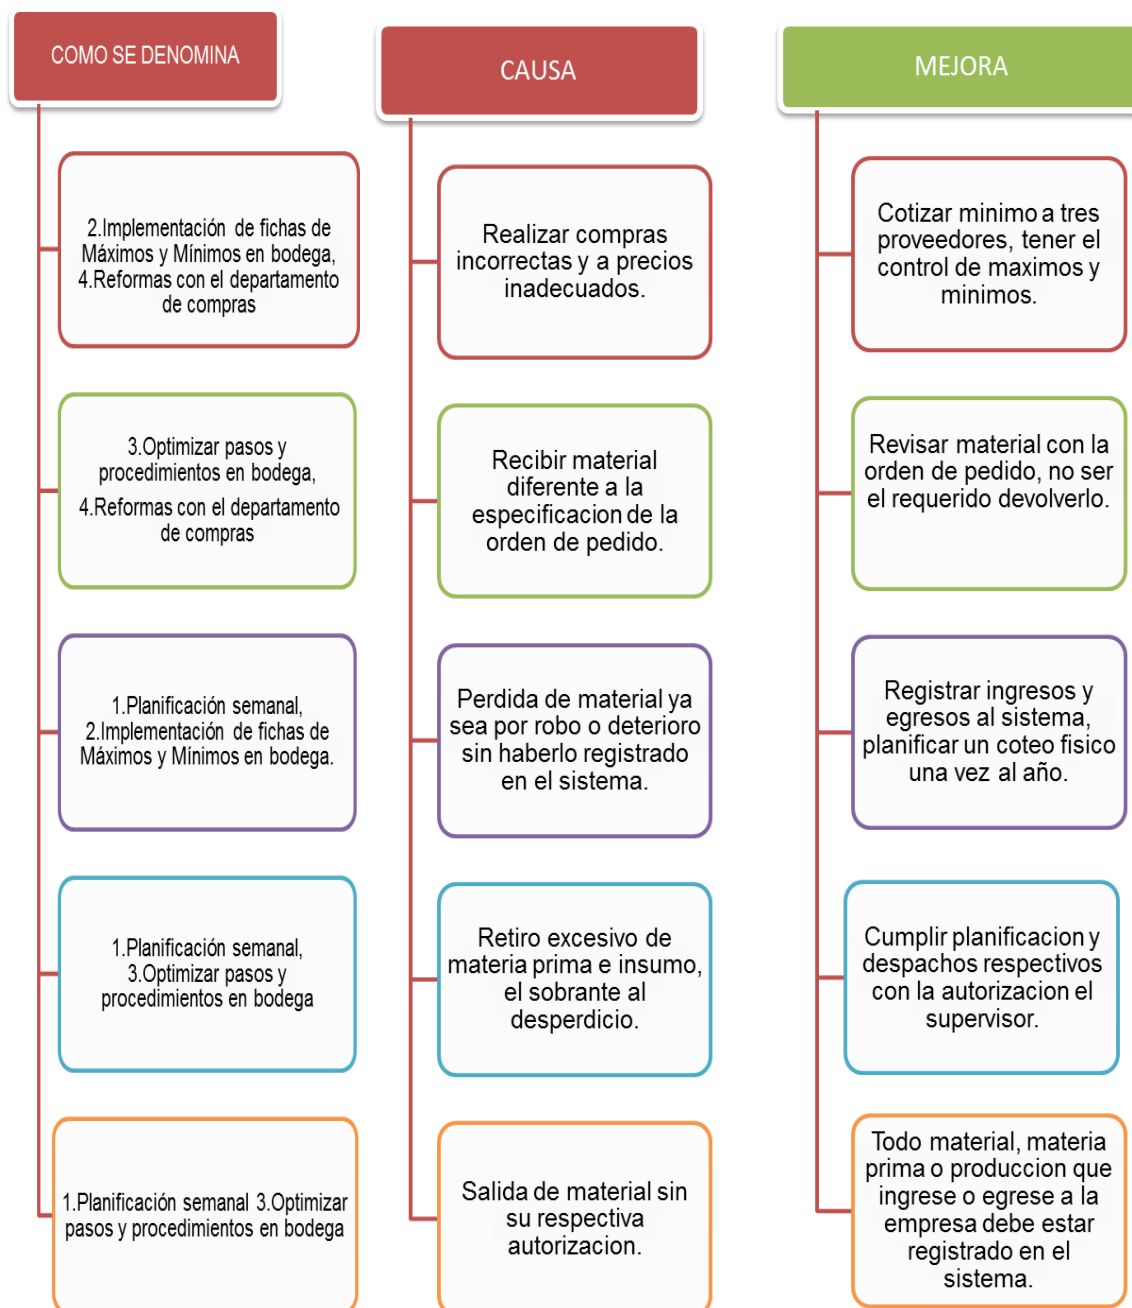 COMO SE DENOMINA
2.Implementación de fichas de
Máximos y Mínimos en bodega,
4.Reformas con el departamento
de compras
3.Optimizar pasos y
procedimientos en bodega,
4.Reformas con el departamento
de compras
1.Planificación semanal,
2.Implementación de fichas de
Máximos y Mínimos en bodega.
1.Planificación semanal,
3.Optimizar pasos y
procedimientos en bodega
1.Planificación semanal 3.Optimizar
pasos y procedimientos en bodega
CAUSA
Realizar compras
incorrectas y a precios
inadecuados.
Recibir material
diferente a la
especificacion de la
orden de pedido.
Perdida de material ya
sea por robo o deterioro
sin haberlo registrado
en el sistema.
Retiro excesivo de
materia prima e insumo,
el sobrante al
desperdicio.
Salida de material sin
su respectiva
autorizacion.
MEJORA
Cotizar minimo a tres
proveedores, tener el
control de maximos y
minimos.
Revisar material con la
orden de pedido, no ser
el requerido devolverlo.
Registrar ingresos y
egresos al sistema,
planificar un coteo fisico
una vez al año.
Cumplir planificacion y
despachos respectivos
con la autorizacion el
supervisor.
Todo material, materia
prima o produccion que
ingrese o egrese a la
empresa debe estar
registrado en el
sistema.